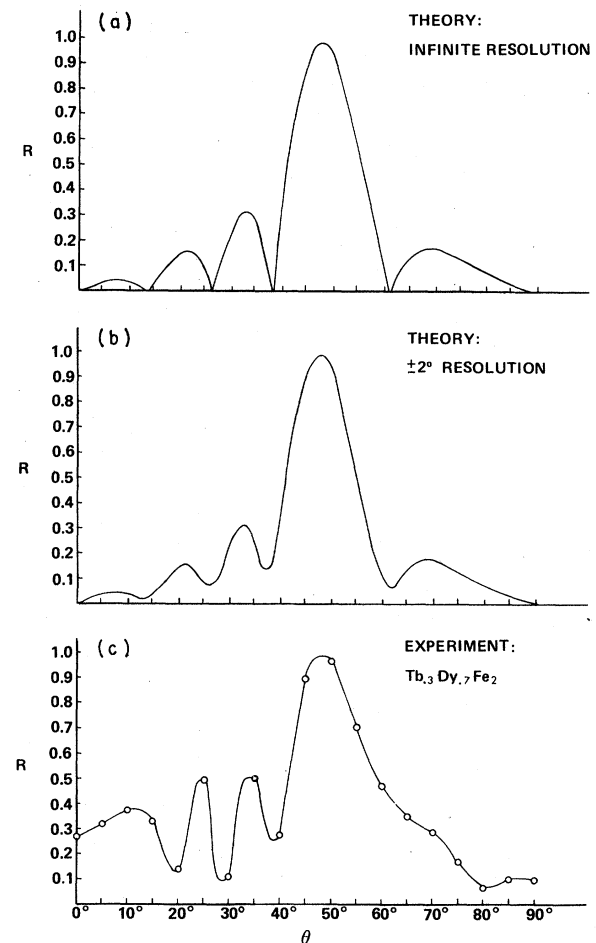 (a)
THEORY:
INFINITE RESOLUTION
1.0
0.9
0.8
0.7
R
0.6
0.5
0.4
0.3
0.2
0.1
(b)
THEORY:
±2° RESOLUTION
1.0
0.9
0.8
0.7
0.6
R
0.5
0.4
0.3
0.2
0.1
(c)
EXPERIMENT:
Tb.3 Dy.7 Fe2
1.0
0.9
0.8
0.7
0.6
R
0.5
0.4
0.3
0.2
0.1
0° 10° 20° 30° 40° 50° 60° 70° 80° 90°
θ